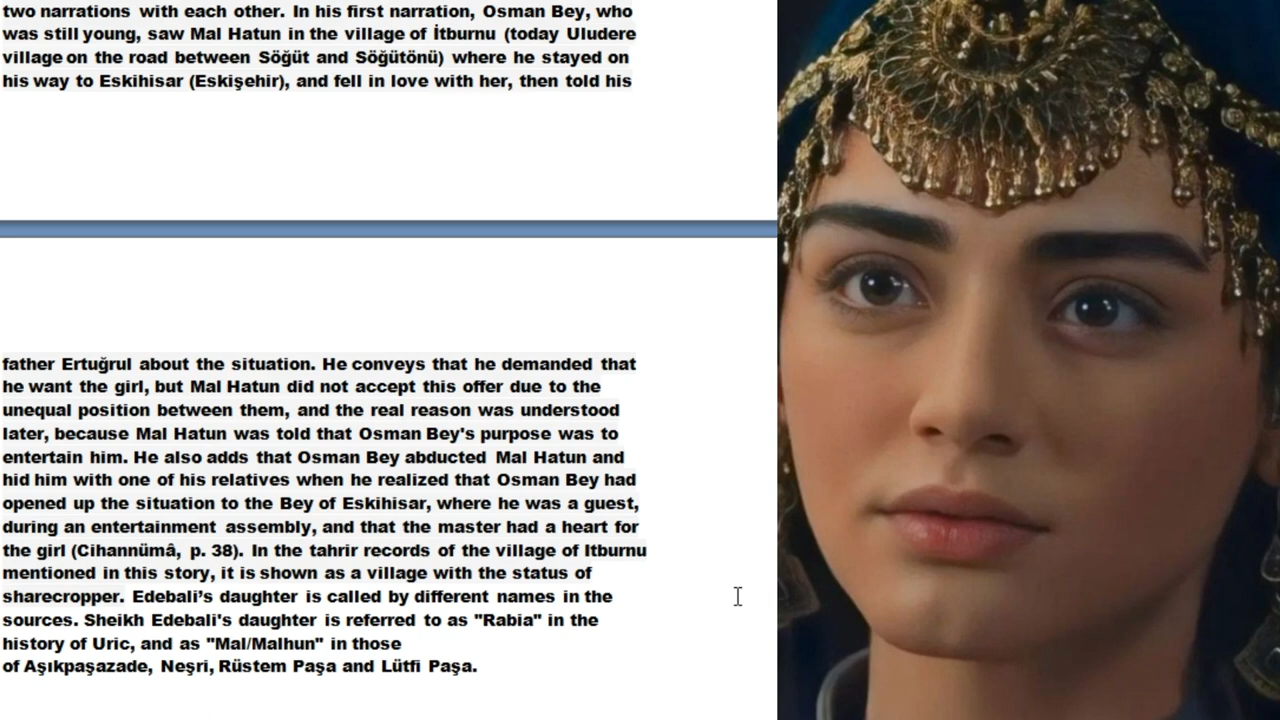 two narrations with each other. In his first narration, Osman Bey, who
was still young, saw Mal Hatun in the village of İtburnu (today Uludere
village on the road between Söğüt and Söğütönü) where he stayed on
his way to Eskihisar (Eskişehir), and fell in love with her, then told his
father Ertuğrul about the situation. He conveys that he demanded that
he want the girl, but Mal Hatun did not accept this offer due to the
unequal position between them, and the real reason was understood
later, because Mal Hatun was told that Osman Bey's purpose was to
entertain him. He also adds that Osman Bey abducted Mal Hatun and
hid him with one of his relatives when he realized that Osman Bey had
opened up the situation to the Bey of Eskihisar, where he was a guest,
during an entertainment assembly, and that the master had a heart for
the girl (Cihannümâ, p. 38). In the tahrir records of the village of Itburnu
mentioned in this story, it is shown as a village with the status of
sharecropper. Edebali’s daughter is called by different names in the
sources. Sheikh Edebali's daughter is referred to as "Rabia" in the
history of Uric, and as "Mal/Malhun" in those
of Aşıkpaşazade, Neşri, Rüstem Paşa and Lütfi Paşa.